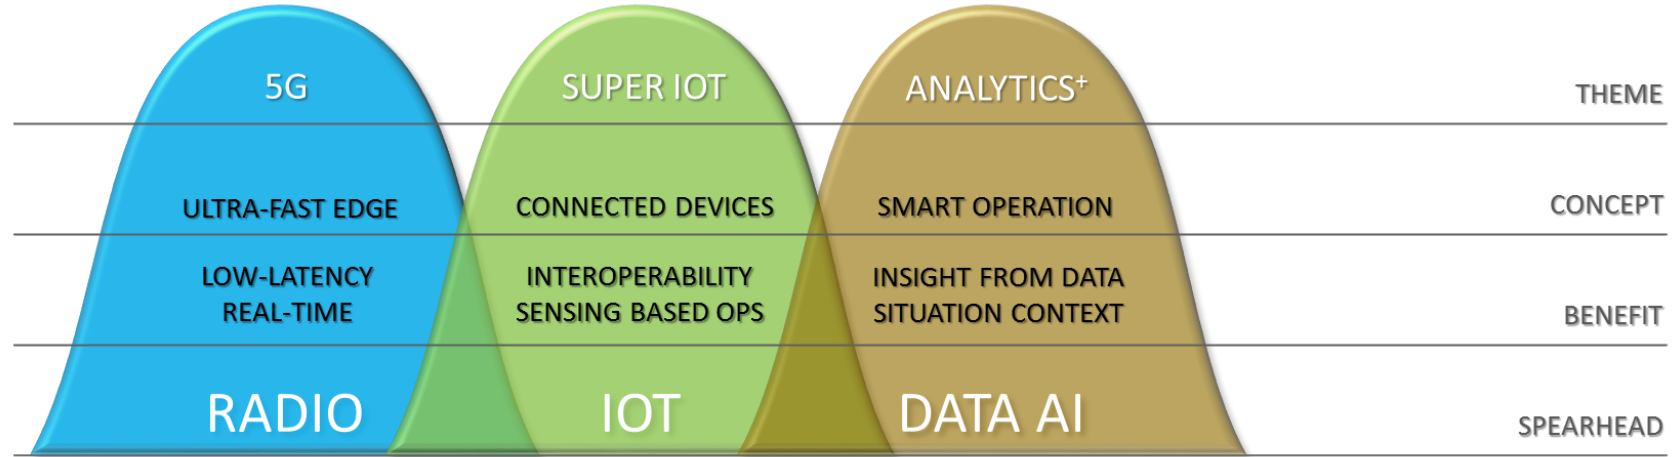 5G SUPER IOT ANALYTICS+ THEME
ULTRA-FAST EDGE CONNECTED DEVICES SMART OPERATION CONCEPT
LOW-LATENCY INTEROPERABILITY INSIGHT FROM DATA
REAL-TIME SENSING BASED OPS SITUATION CONTEXT BENEFIT
RADIO IOT DATA AI SPEARHEAD